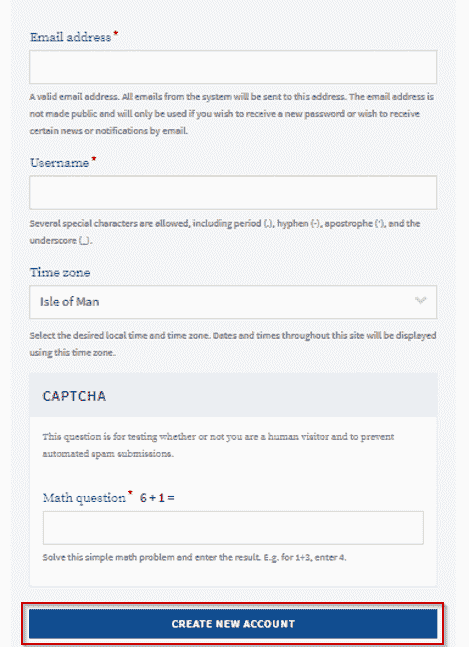 Email address*
A valid email address. All emails from the system will be sent to this address. The email address is
not made public and will only be used if you wish to receive a new password or wish to receive
certain news or notifications by email.
Username*
Several special characters are allowed, including period (.), hyphen (-), apostrophe ('), and the
underscore (_).
Time zone
Isle of Man
Select the desired local time and time zone. Dates and times throughout this site will be displayed
using this time zone.
CAPTCHA
This question is for testing whether or not you are a human visitor and to prevent
automated spam submissions.
Math question* 6 + 1 =
Solve this simple math problem and enter the result. E.g. for 1+3, enter 4.
CREATE NEW ACCOUNT